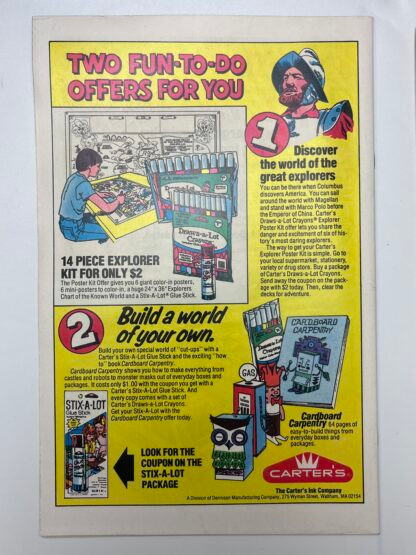 TWO FUN-TO-DO
OFFERS FOR YOU
1
Discover
the world of the
great explorers
You can be there when Columbus
discovers America. You can sail
around the world with Magellan
and stand with Marco Polo before
the Emperor of China. Carter's
Draws-a-Lot Crayons® Explorer
Poster Kit offer lets you share the
danger and excitement of six of his-
tory's most daring explorers.
The way to get your Carter's
Explorer Poster Kit is simple. Go to
your local supermarket, stationery,
variety or drug store. Buy a package
of Carter's Draws-a-Lot Crayons.
Send away the coupon on the pack-
age with $2 today. Then, clear the
decks for adventure.
Draws-a-Lot
Crayons
14 PIECE EXPLORER
KIT FOR ONLY $2
The Poster Kit Offer gives you 6 giant color-in posters,
6 mini-posters to color-in, a huge 24" x 36" Explorers
Chart of the Known World and a Stix-A-Lot® Glue Stick.
2
Build a world
of your own.
Build your own special world of "cut-ups" with a
Carter's Stix-A-Lot Glue Stick and the exciting "how
to" book Cardboard Carpentry.
Cardboard Carpentry shows you how to make everything from
castles and robots to monster masks out of everyday boxes and
packages. It costs only $1.00 with the coupon you get with a
Carter's Stix-A-Lot Glue Stick. And
every copy comes with a set of
Carter's Draws-a-Lot Crayons.
Get your Stix-A-Lot with the
Cardboard Carpentry offer today.
STIX-A-LOT
Glue Stick
CARDBOARD
CARPENTRY
GAS
Cardboard
Carpentry 64 pages of
easy-to-build things from
everyday boxes and
packages.
LOOK FOR THE
COUPON ON THE
STIX-A-LOT
PACKAGE
CARTER'S
The Carter's Ink Company
A Division of Dennison Manufacturing Company, 275 Wyman Street, Waltham, MA 02154